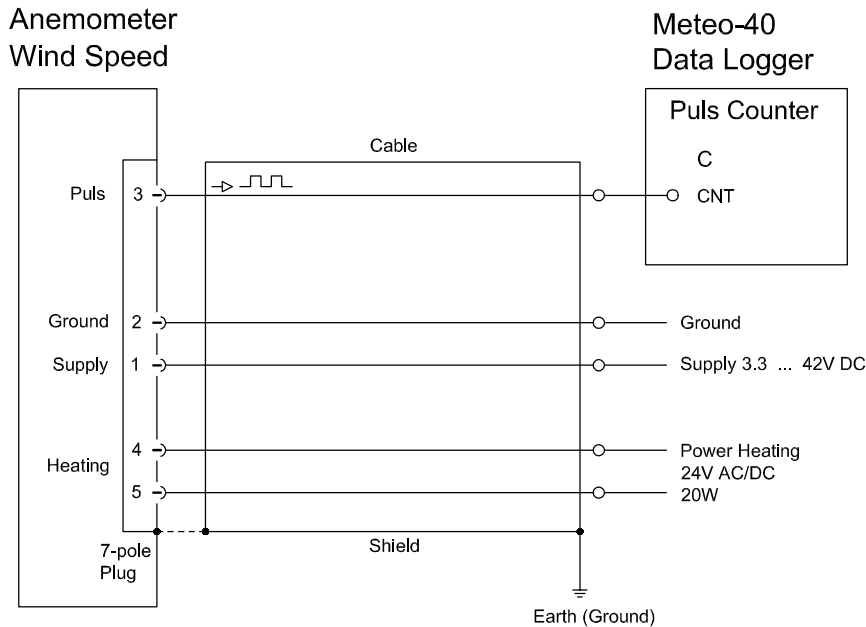 Anemometer
Wind Speed
Meteo-40
Data Logger
Puls Counter
C
CNT
Cable
Puls
3
Ground
2
Ground
Supply
1
Supply 3.3 ... 42V DC
Heating
4
5
Power Heating
24V AC/DC
20W
7-pole
Plug
Shield
Earth (Ground)